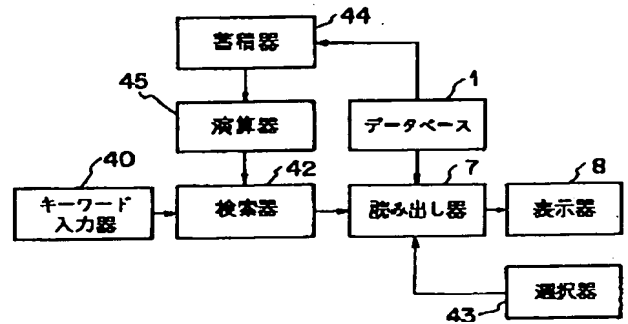 44
蓄積器
45
1
演算器
データベース
40
42
7
8
キーワード
入力器
検索器
読み出し器
表示器
選択器
43